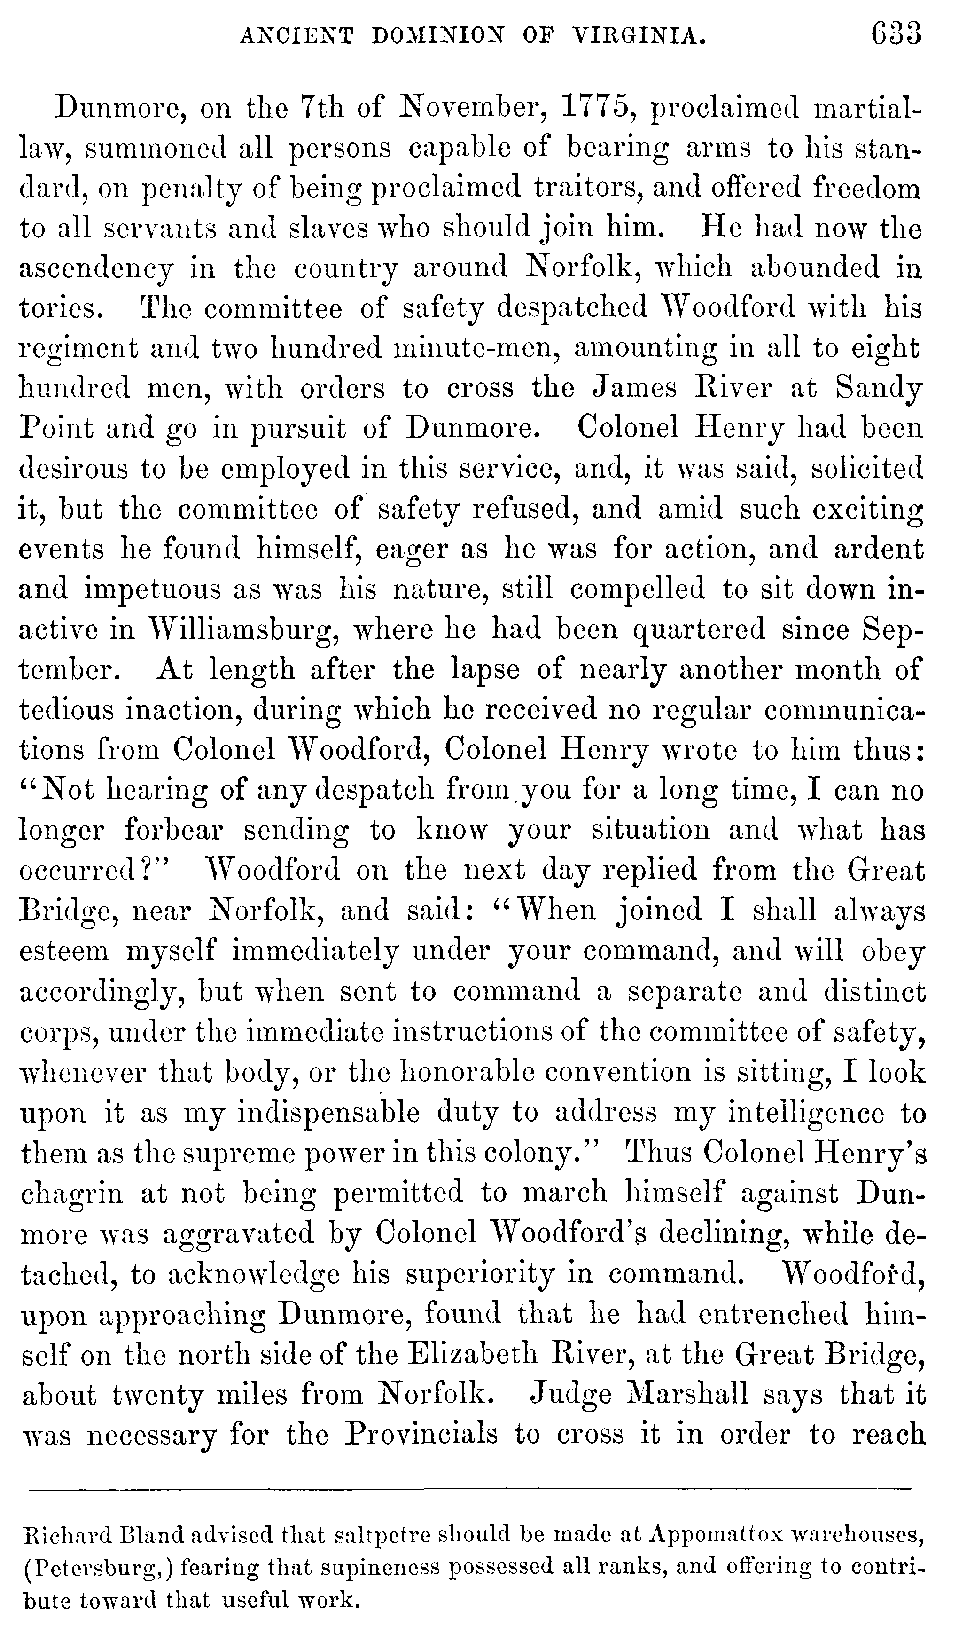 ANCIENT DOMINION OF VIRGINIA. 633
Dunmore, on the 7th of November, 1775, proclaimed martial-
law, summoned all persons capable of bearing arms to his stan-
dard, on penalty of being proclaimed traitors, and offered freedom
to all servants and slaves who should join him. He had now the
ascendency in the country around Norfolk, which abounded in
tories. The committee of safety despatched Woodford with his
regiment and two hundred minute-men, amounting in all to eight
hundred men, with orders to cross the James River at Sandy
Point and go in pursuit of Dunmore. Colonel Henry had been
desirous to be employed in this service, and, it was said, solicited
it, but the committee of safety refused, and amid such exciting
events he found himself, eager as he was for action, and ardent
and impetuous as was his nature, still compelled to sit down in-
active in Williamsburg, where he had been quartered since Sep-
tember. At length after the lapse of nearly another month of
tedious inaction, during which he received no regular communica-
tions from Colonel Woodford, Colonel Henry wrote to him thus:
"Not hearing of any despatch from you for a long time, I can no
longer forbear sending to know your situation and what has
occurred?" Woodford on the next day replied from the Great
Bridge, near Norfolk, and said: "When joined I shall always
esteem myself immediately under your command, and will obey
accordingly, but when sent to command a separate and distinct
corps, under the immediate instructions of the committee of safety,
whenever that body, or the honorable convention is sitting, I look
upon it as my indispensable duty to address my intelligence to
them as the supreme power in this colony." Thus Colonel Henry's
chagrin at not being permitted to march himself against Dun-
more was aggravated by Colonel Woodford's declining, while de-
tached, to acknowledge his superiority in command. Woodford,
upon approaching Dunmore, found that he had entrenched him-
self on the north side of the Elizabeth River, at the Great Bridge,
about twenty miles from Norfolk. Judge Marshall says that it
was necessary for the Provincials to cross it in order to reach
Richard Bland advised that saltpetre should be made at Appomattox warehouses,
(Petersburg,) fearing that supineness possessed all ranks, and offering to contri-
bute toward that useful work.